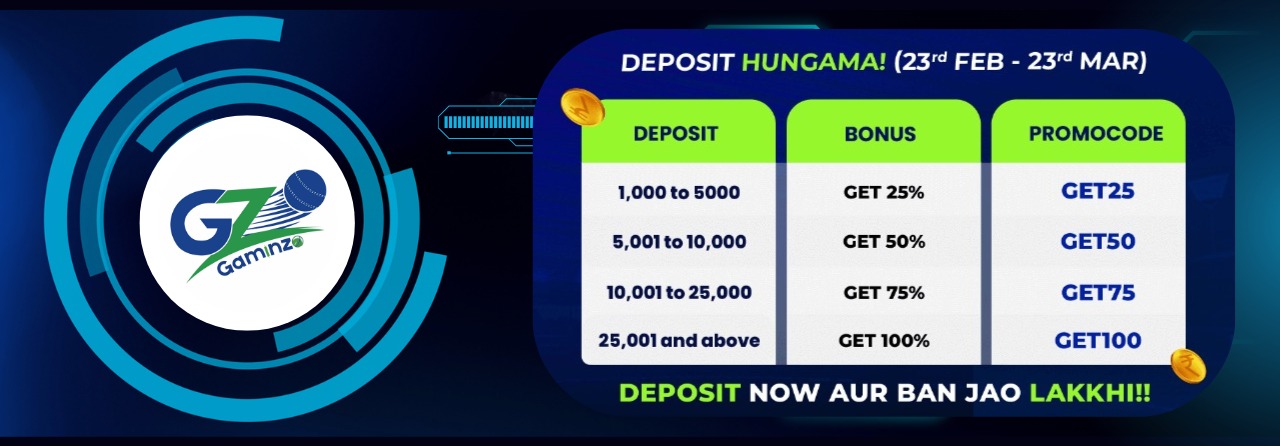 GZ
Gaminzo
DEPOSIT HUNGAMA! (23rd FEB - 23rd MAR)
DEPOSIT BONUS PROMOCODE
1,000 to 5000 GET 25% GET25
5,001 to 10,000 GET 50% GET50
10,001 to 25,000 GET 75% GET75
25,001 and above GET 100% GET100
DEPOSIT NOW AUR BAN JAO LAKKHI!!